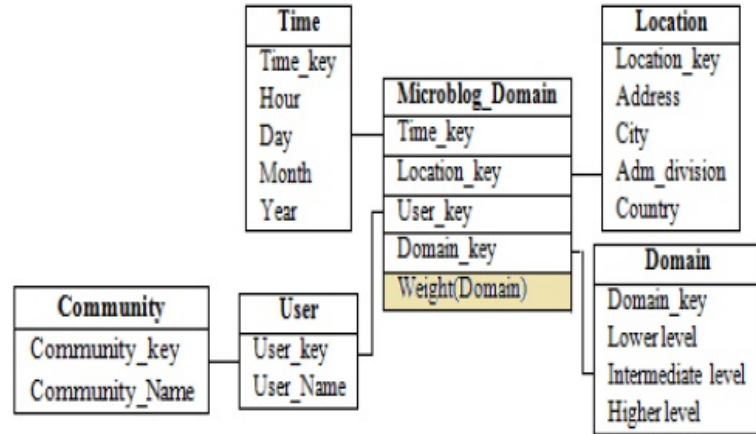 Time
Time_key
Hour
Day
Month
Year
Microblog_Domain
Time_key
Location_key
User_key
Domain_key
Weight(Domain)
Location
Location_key
Address
City
Adm_division
Country
Community
Community_key
Community_Name
User
User_key
User_Name
Domain
Domain_key
Lower level
Intermediate level
Higher level